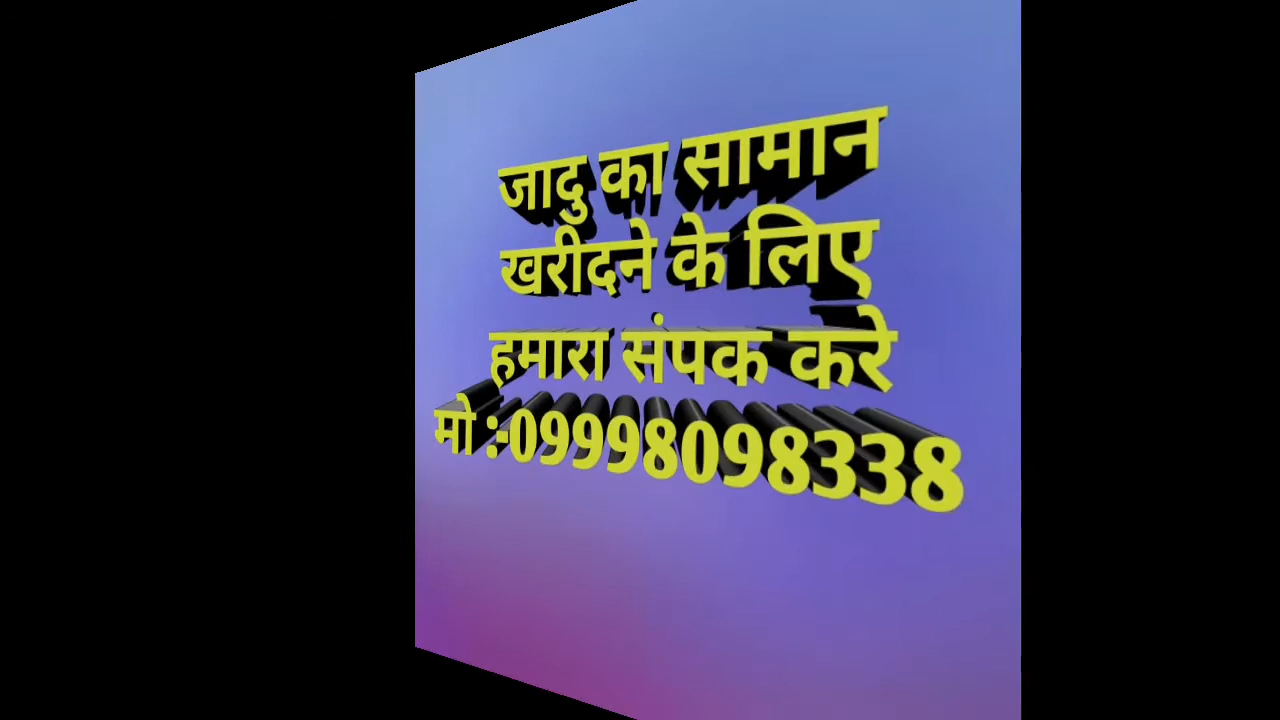 जादु का सामान
खरीदने के लिए
हमारा संपक करे
मो :-09998098338